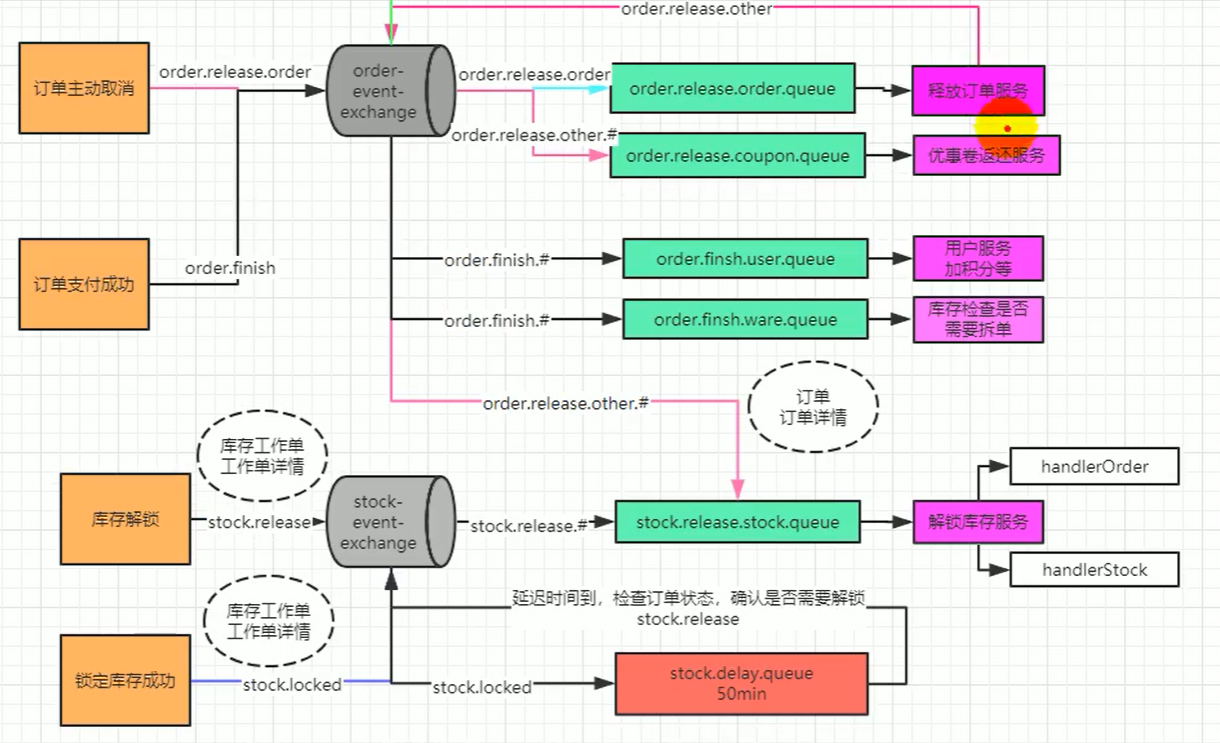 order.release.other
订单主动取消
order.release.order
order-
event-
exchange
order.release.order
order.release.order.queue
释放订单服务
order.release.other.#
order.release.coupon.queue
优惠卷返还服务
订单支付成功
order.finish
order.finish.#
order.finsh.user.queue
用户服务
加积分等
order.finish.#
order.finsh.ware.queue
库存检查是否
需要拆单
order.release.other.#
订单
订单详情
库存工作单
工作单详情
库存解锁
stock.release
stock-
event-
exchange
stock.release.#
stock.release.stock.queue
解锁库存服务
handlerOrder
handlerStock
库存工作单
工作单详情
延迟时间到，检查订单状态，确认是否需要解锁
stock.release
锁定库存成功
stock.locked
stock.locked
stock.delay.queue
50min